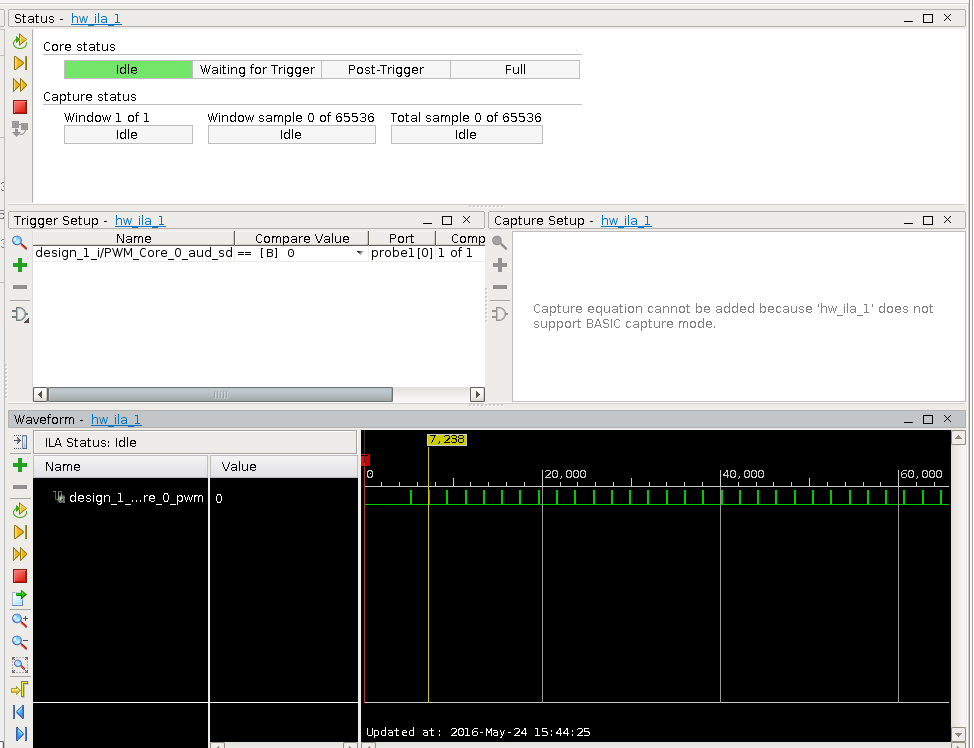 Status - hw_ila_1
Core status
Idle Waiting for Trigger Post-Trigger Full
Capture status
Window 1 of 1 Window sample 0 of 65536 Total sample 0 of 65536
Idle Idle Idle
Trigger Setup - hw_ila_1
Name Compare Value Port Comp
design_1_i/PWM_Core_0_aud_sd == [B] 0 probe1[0] 1 of 1
Capture Setup - hw_ila_1
Capture equation cannot be added because 'hw_ila_1' does not
support BASIC capture mode.
Waveform - hw_ila_1
ILA Status: Idle
Name Value
design_1_...re_0_pwm 0
7,238
0 20,000 40,000 60,000
Updated at: 2016-May-24 15:44:25